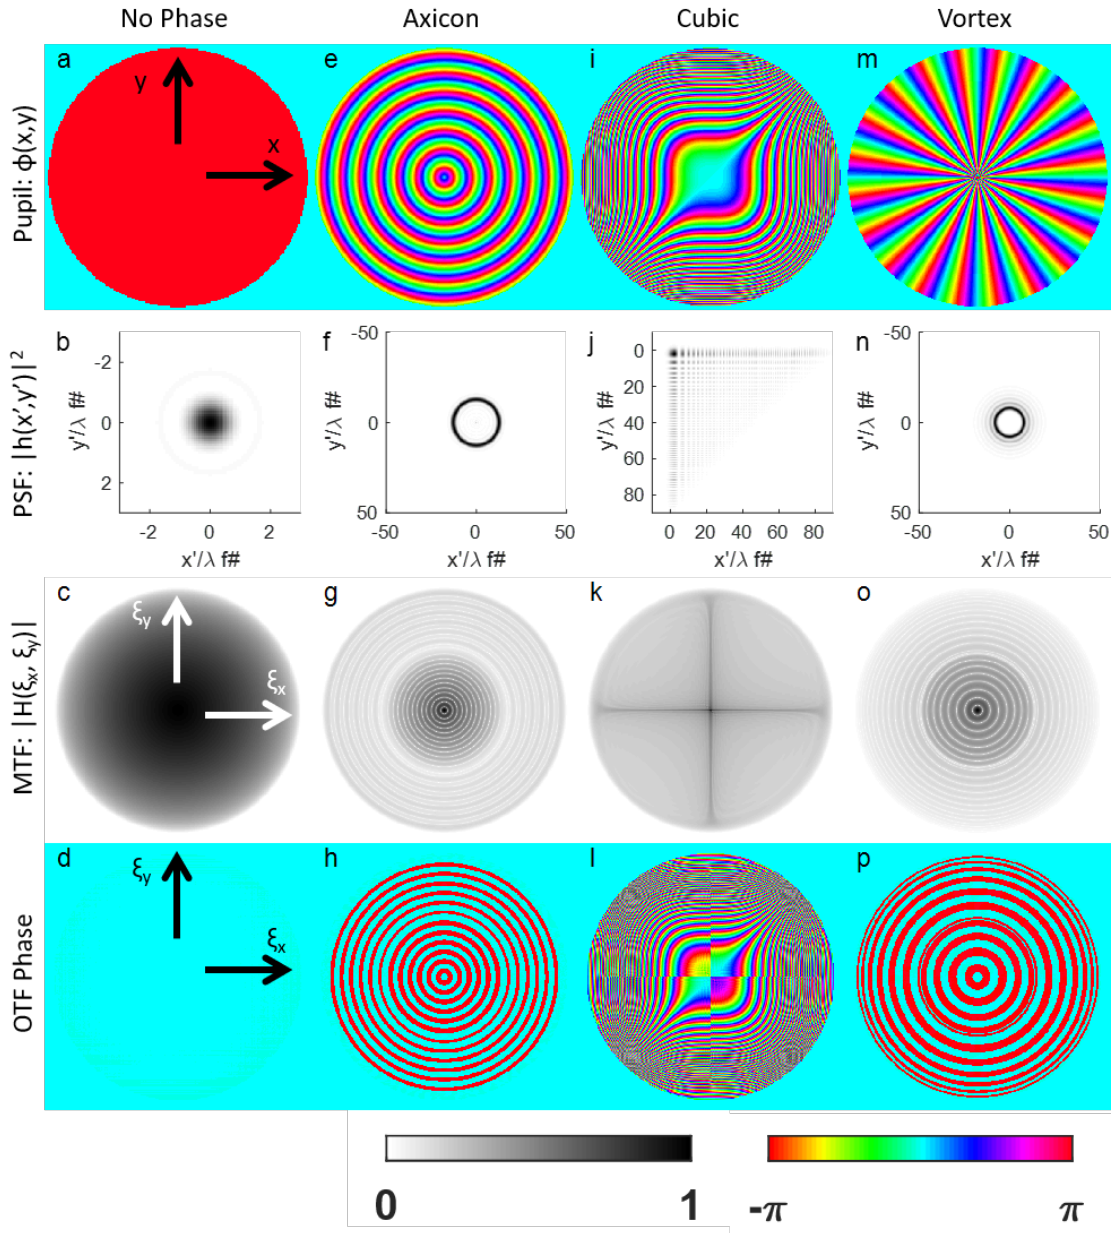 No Phase Axicon Cubic Vortex
Pupil: ϕ(x,y)
a y x e i m
PSF: |h(x',y')|²
b -2 0 2 y'/λ f# -2 0 2 x'/λ f#
f -50 0 50 y'/λ f# -50 0 50 x'/λ f#
j 0 20 40 60 80 y'/λ f# 0 20 40 60 80 x'/λ f#
n -50 0 50 y'/λ f# -50 0 50 x'/λ f#
MTF: |H(ξx, ξy)|
c ξy ξx g k o
OTF Phase
d ξy ξx h l p
0 1 -π π